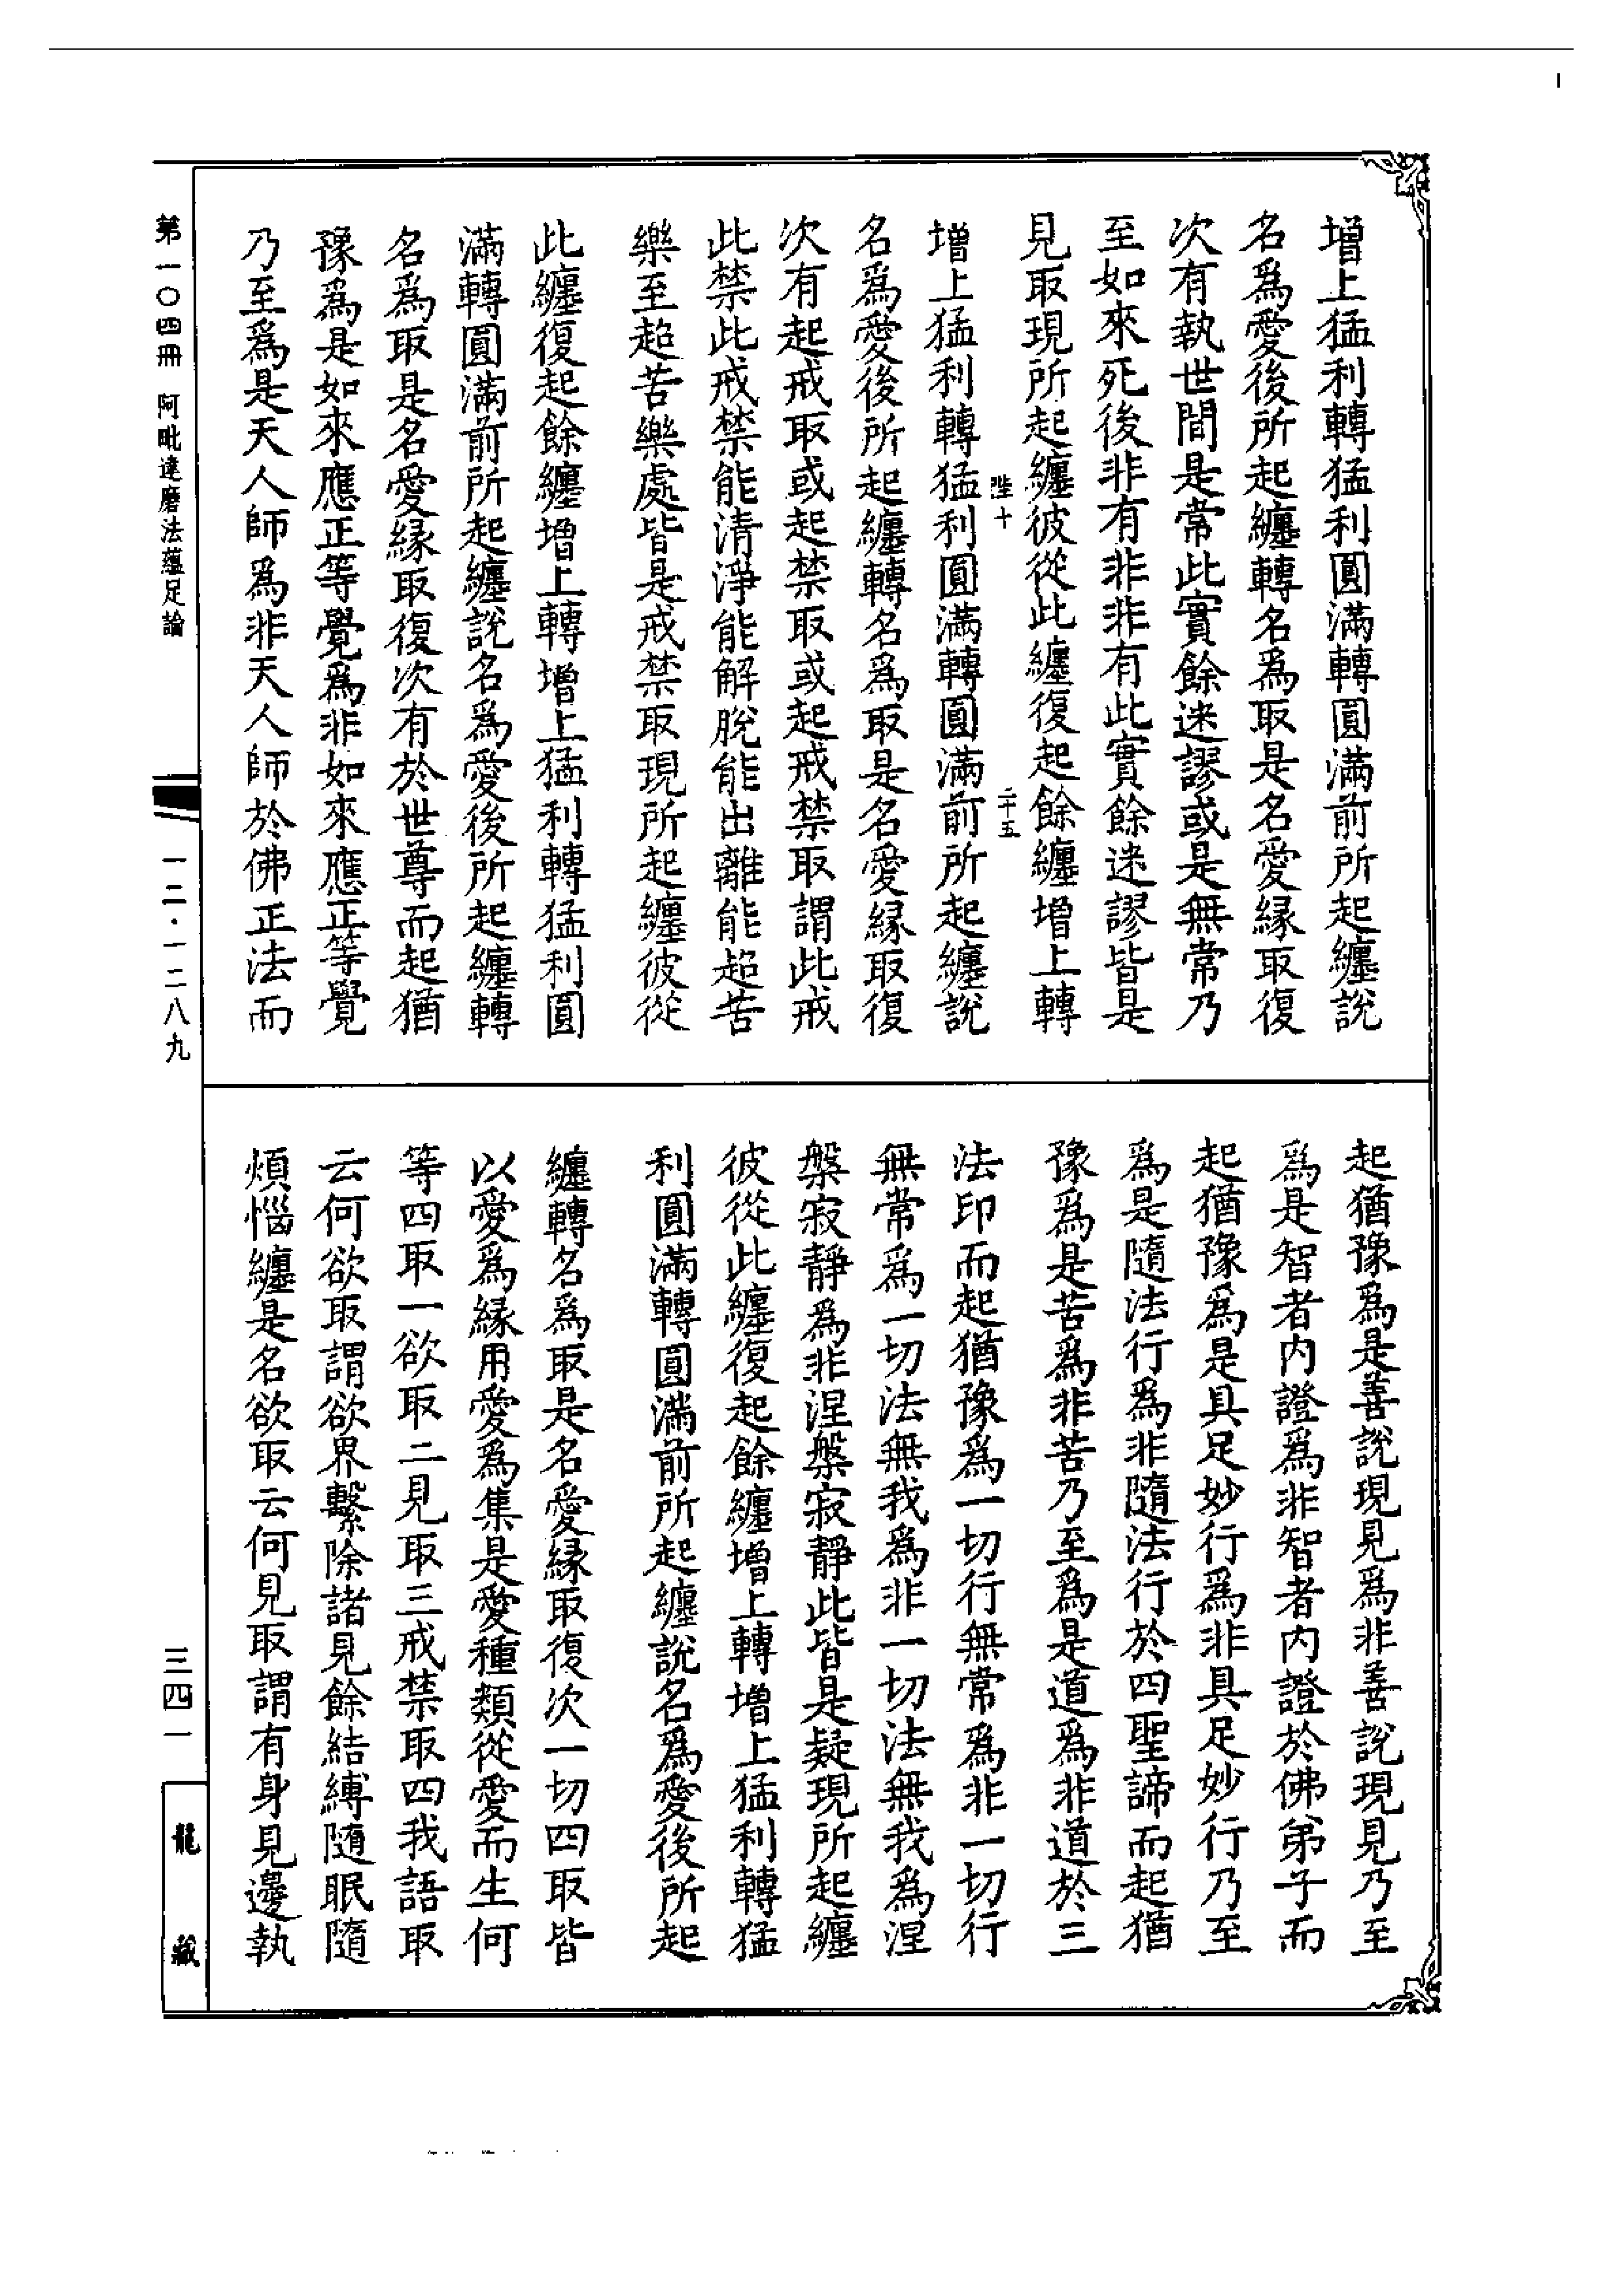 增上猛利轉猛利圓滿轉圓滿前所起纏說
名爲愛後所起纏轉名爲取是名愛緣取復
次有執世間是常此實餘迷謬或是無常乃
至如來死後非有非非有此實餘迷謬皆是
見取現所起纏彼從此纏復起餘纏增上轉
陛十 二十五
增上猛利轉猛利圓滿轉圓滿前所起纏說
名爲愛後所起纏轉名爲取是名愛緣取復
次有起戒取或起禁取或起戒禁取謂此戒
此禁此戒禁能清淨能解脫能出離能超苦
樂至超苦樂處皆是戒禁取現所起纏彼從
此纏復起餘纏增上轉增上猛利轉猛利圓
滿轉圓滿前所起纏說名爲愛後所起纏轉
名爲取是名愛緣取復次有於世尊而起猶
豫爲是如來應正等覺爲非如來應正等覺
乃至爲是天人師爲非天人師於佛正法而
起猶豫爲是善說現見爲非善說現見乃至
爲是智者內證爲非智者內證於佛弟子而
起猶豫爲是具足妙行爲非具足妙行乃至
爲是隨法行爲非隨法行於四聖諦而起猶
豫爲是苦爲非苦乃至爲是道爲非道於三
法印而起猶豫爲一切行無常爲非一切行
無常爲一切法無我爲非一切法無我爲涅
槃寂靜爲非涅槃寂靜此皆是疑現所起纏
彼從此纏復起餘纏增上轉增上猛利轉猛
利圓滿轉圓滿前所起纏說名爲愛後所起
纏轉名爲取是名愛緣取復次一切四取皆
以愛爲緣用愛爲集是愛種類從愛而生何
等四取一欲取二見取三戒禁取四我語取
云何欲取謂欲界繫除諸見餘結縛隨眠隨
煩惱纏是名欲取云何見取謂有身見邊執
第一〇四冊 阿毗達磨法蘊足論
一二·一二八九
三四一
龍藏